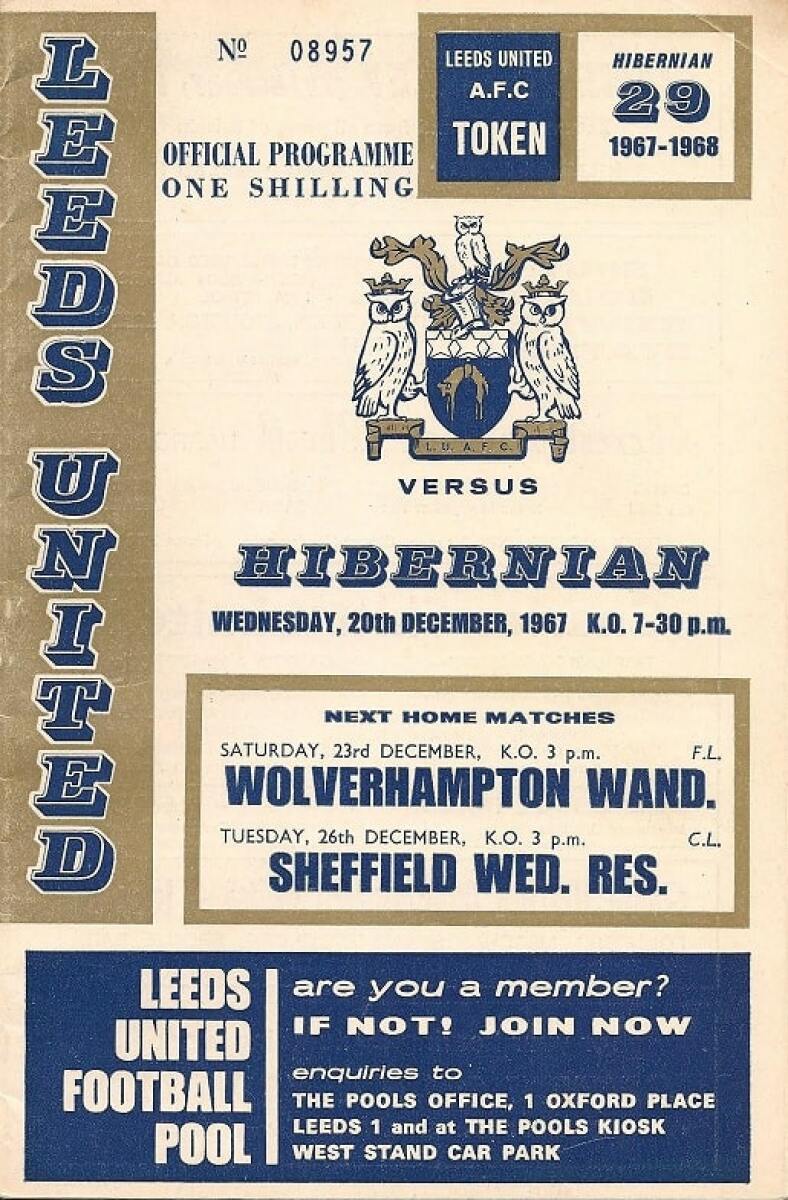 LEEDS UNITED
Nº 08957
OFFICIAL PROGRAMME
ONE SHILLING
LEEDS UNITED
A.F.C
TOKEN
HIBERNIAN
29
1967-1968
L. U. A. F. C.
VERSUS
HIBERNIAN
WEDNESDAY, 20th DECEMBER, 1967 K.O. 7-30 p.m.
NEXT HOME MATCHES
SATURDAY, 23rd DECEMBER, K.O. 3 p.m. F.L.
WOLVERHAMPTON WAND.
TUESDAY, 26th DECEMBER, K.O. 3 p.m. C.L.
SHEFFIELD WED. RES.
LEEDS
UNITED
FOOTBALL
POOL
are you a member?
IF NOT! JOIN NOW
enquiries to
THE POOLS OFFICE, 1 OXFORD PLACE
LEEDS 1 and at THE POOLS KIOSK
WEST STAND CAR PARK